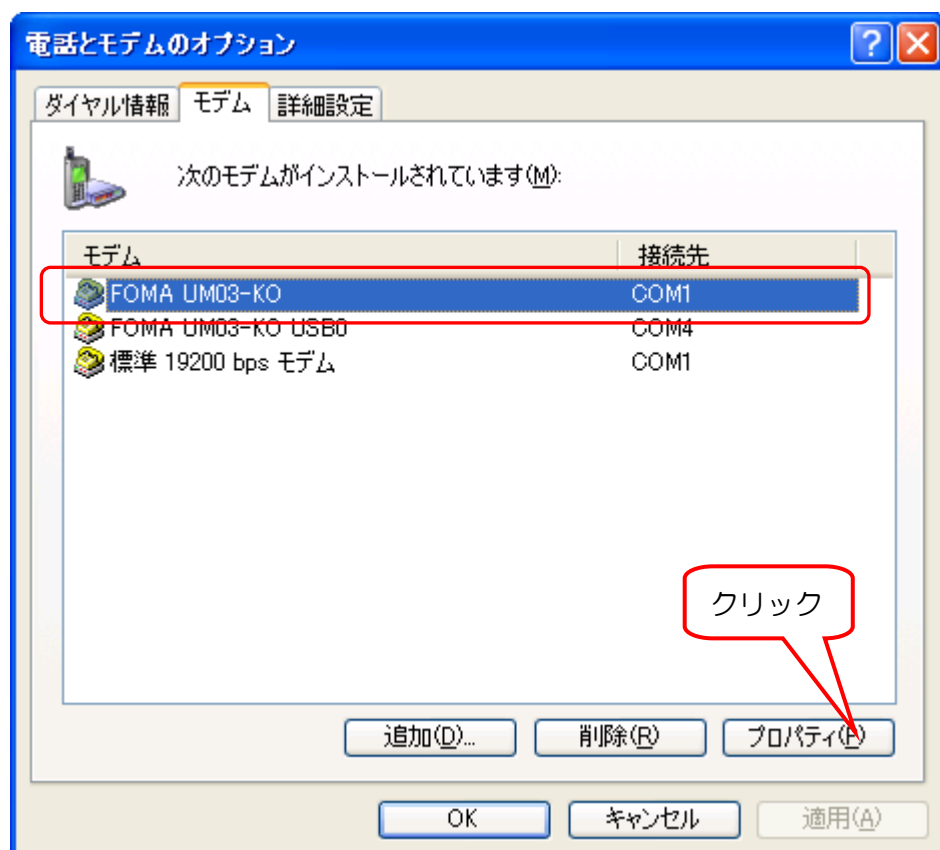 電話とモデムのオプション
ダイヤル情報 モデム 詳細設定
次のモデムがインストールされています(M):
モデム 接続先
FOMA UM03-KO COM1
FOMA UM03-KO USB0 COM4
標準 19200 bps モデム COM1
クリック
追加(D)... 削除(R) プロパティ(P)
OK キャンセル 適用(A)